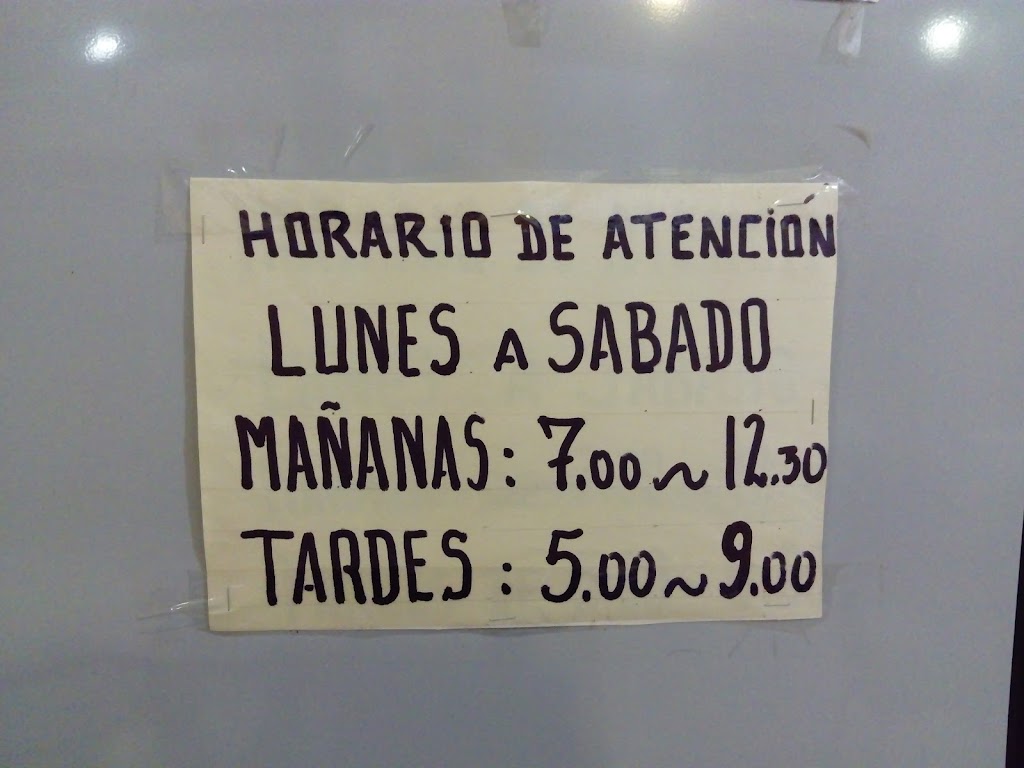 HORARIO DE ATENCION
LUNES A SABADO
MAÑANAS: 7.00 ~ 12.30
TARDES: 5.00 ~ 9.00